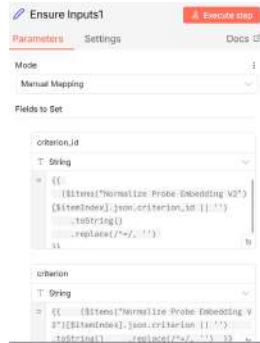 Ensure Inputs1
Execute step
Parameters
Settings
Docs
Mode
Manual Mapping
Fields to Set
criterion_id
T String
= {{
($items("Normalize Probe Embedding V2")
[$itemIndex].json.criterion_id || '')
.toString()
.replace(/^=/, '')
}}
criterion
T String
= {{ ($items("Normalize Probe Embedding V
2")[$itemIndex].json.criterion || '')
.toString() .replace(/^=/, '') }}